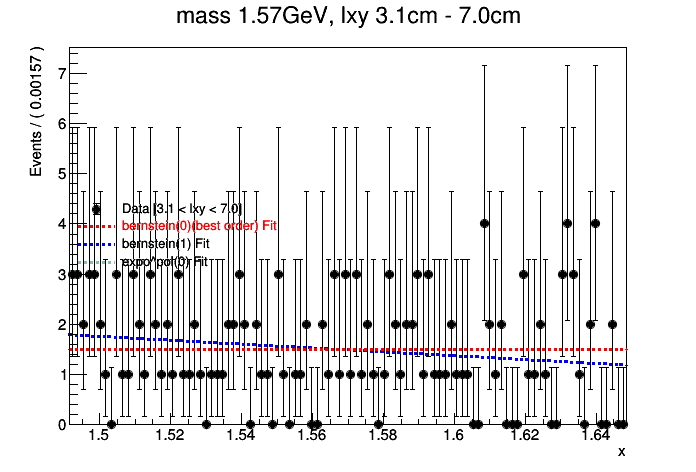 mass 1.57GeV, lxy 3.1cm - 7.0cm
Events / ( 0.00157 )
7
6
5
4
3
2
1
0
Data [3.1 < lxy < 7.0]
bernstein(0)(best order) Fit
bernstein(1) Fit
expo*pol(0) Fit
1.5 1.52 1.54 1.56 1.58 1.6 1.62 1.64
x